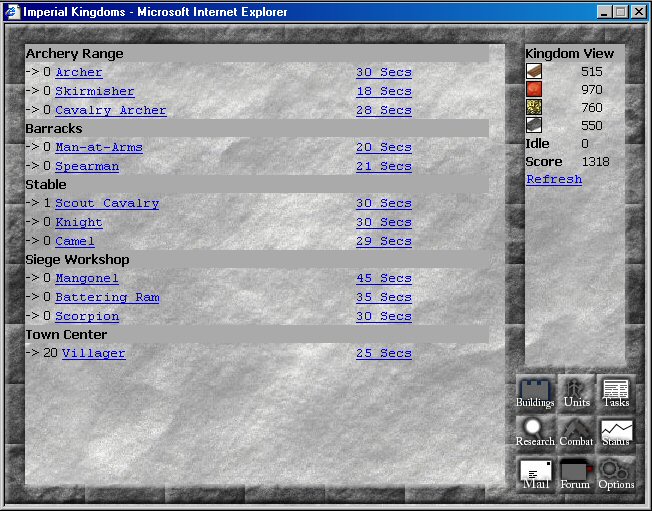 Imperial Kingdoms - Microsoft Internet Explorer
Archery Range
-> 0 Archer 30 Secs
-> 0 Skirmisher 18 Secs
-> 0 Cavalry Archer 28 Secs
Barracks
-> 0 Man-at-Arms 20 Secs
-> 0 Spearman 21 Secs
Stable
-> 1 Scout Cavalry 30 Secs
-> 0 Knight 30 Secs
-> 0 Camel 29 Secs
Siege Workshop
-> 0 Mangonel 45 Secs
-> 0 Battering Ram 35 Secs
-> 0 Scorpion 30 Secs
Town Center
-> 20 Villager 25 Secs
Kingdom View
515
970
760
550
Idle 0
Score 1318
Refresh
Buildings Units Tasks
Research Combat Status
Mail Forum Options